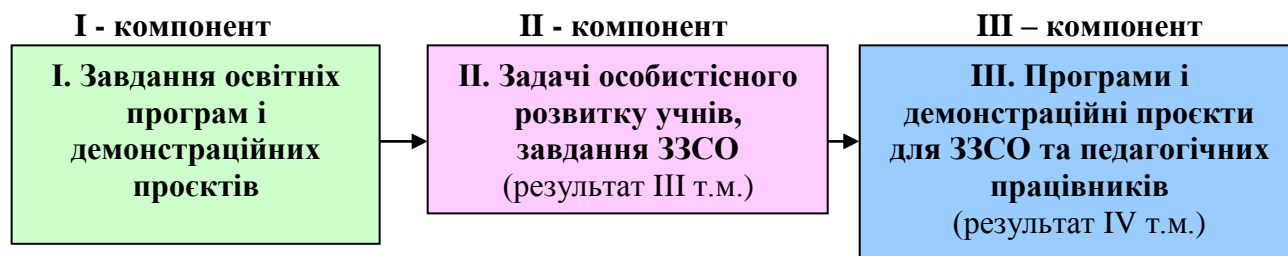 I - компонент
I. Завдання освітніх
програм і
демонстраційних
проєктів
II - компонент
II. Задачі особистісного
розвитку учнів,
завдання ЗЗСО
(результат III т.м.)
III – компонент
III. Програми і
демонстраційні проєкти
для ЗЗСО та педагогічних
працівників
(результат IV т.м.)